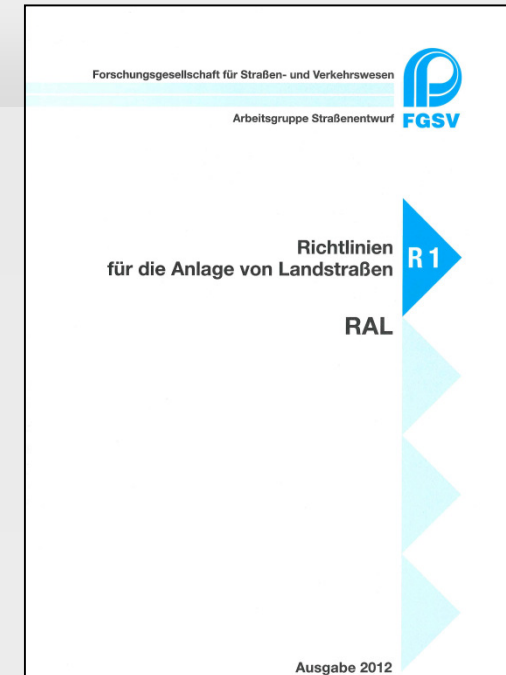 Forschungsgesellschaft für Straßen- und Verkehrswesen
Arbeitsgruppe Straßenentwurf
FGSV
Richtlinien
für die Anlage von Landstraßen
R 1
RAL
Ausgabe 2012